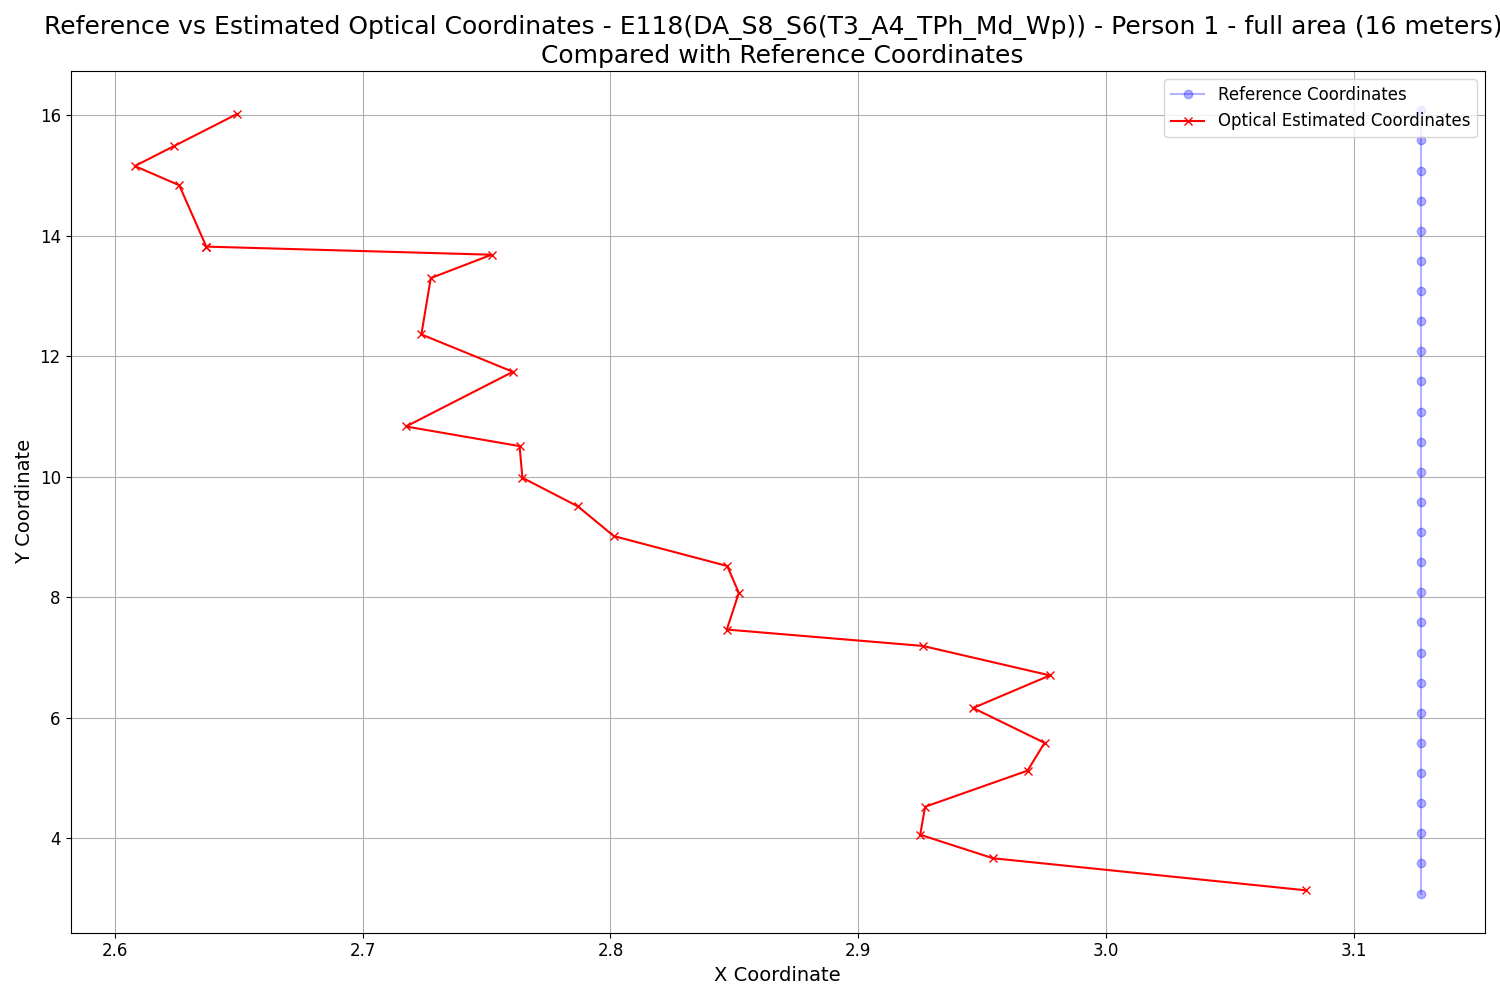 Reference vs Estimated Optical Coordinates - E118(DA_S8_S6(T3_A4_TPh_Md_Wp)) - Person 1 - full area (16 meters)
Compared with Reference Coordinates
Reference Coordinates
Optical Estimated Coordinates
Y Coordinate
16
14
12
10
8
6
4
2.6 2.7 2.8 2.9 3.0 3.1
X Coordinate